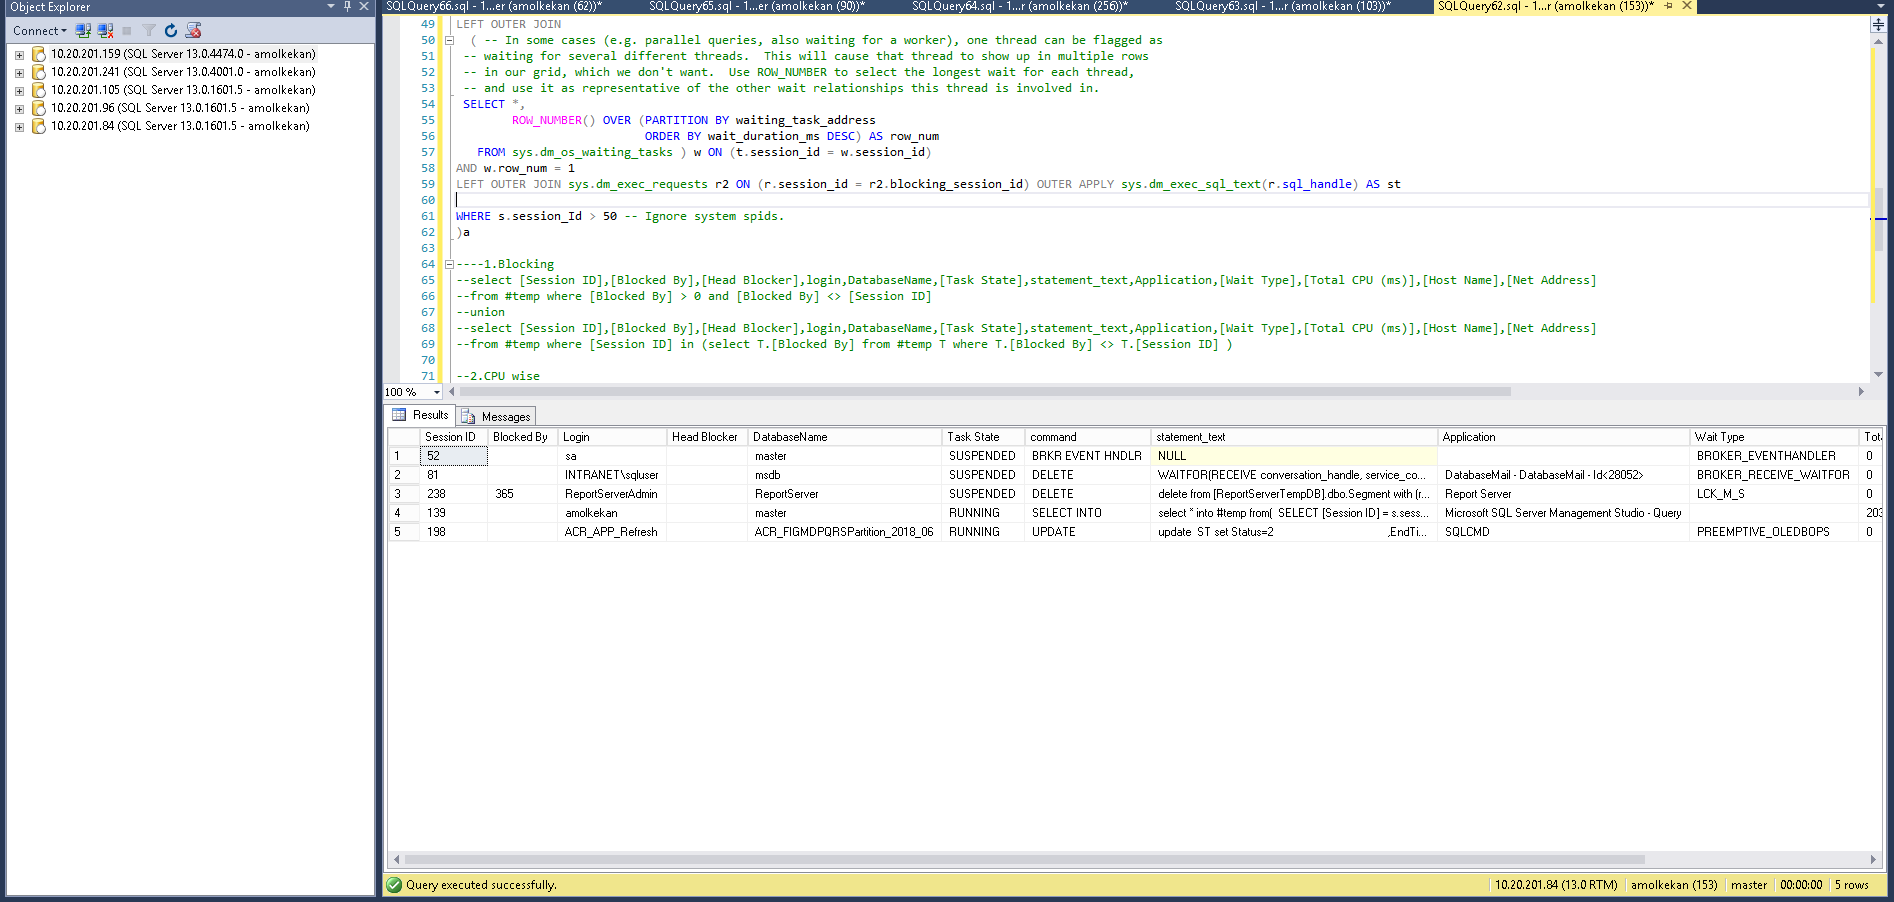 Object Explorer
Connect
10.20.201.159 (SQL Server 13.0.4474.0 - amolkekan)
10.20.201.241 (SQL Server 13.0.4001.0 - amolkekan)
10.20.201.105 (SQL Server 13.0.1601.5 - amolkekan)
10.20.201.96 (SQL Server 13.0.1601.5 - amolkekan)
10.20.201.84 (SQL Server 13.0.1601.5 - amolkekan)
SQLQuery66.sql - 1...er (amolkekan (62))* SQLQuery65.sql - 1...er (amolkekan (90))* SQLQuery64.sql - 1...r (amolkekan (256))* SQLQuery63.sql - 1...r (amolkekan (103))* SQLQuery62.sql - 1...r (amolkekan (153))*
49 LEFT OUTER JOIN
50 ( -- In some cases (e.g. parallel queries, also waiting for a worker), one thread can be flagged as
51 -- waiting for several different threads.  This will cause that thread to show up in multiple rows
52 -- in our grid, which we don't want.  Use ROW_NUMBER to select the longest wait for each thread,
53 -- and use it as representative of the other wait relationships this thread is involved in.
54 SELECT *,
55 ROW_NUMBER() OVER (PARTITION BY waiting_task_address
56 ORDER BY wait_duration_ms DESC) AS row_num
57 FROM sys.dm_os_waiting_tasks ) w ON (t.session_id = w.session_id)
58 AND w.row_num = 1
59 LEFT OUTER JOIN sys.dm_exec_requests r2 ON (r.session_id = r2.blocking_session_id) OUTER APPLY sys.dm_exec_sql_text(r.sql_handle) AS st
60
61 WHERE s.session_Id > 50 -- Ignore system spids.
62 )a
63
64 ----1.Blocking
65 --select [Session ID],[Blocked By],[Head Blocker],login,DatabaseName,[Task State],statement_text,Application,[Wait Type],[Total CPU (ms)],[Host Name],[Net Address]
66 --from #temp where [Blocked By] > 0 and [Blocked By] <> [Session ID]
67 --union
68 --select [Session ID],[Blocked By],[Head Blocker],login,DatabaseName,[Task State],statement_text,Application,[Wait Type],[Total CPU (ms)],[Host Name],[Net Address]
69 --from #temp where [Session ID] in (select T.[Blocked By] from #temp T where T.[Blocked By] <> T.[Session ID] )
70
71 --2.CPU wise
100 %
Results Messages
Session ID Blocked By Login Head Blocker DatabaseName Task State command statement_text Application Wait Type Tot
1 52 sa master SUSPENDED BRKR EVENT HNDLR NULL BROKER_EVENTHANDLER 0
2 81 INTRANET\sqluser msdb SUSPENDED DELETE WAITFOR(RECEIVE conversation_handle, service_co... DatabaseMail - DatabaseMail - Id<28052> BROKER_RECEIVE_WAITFOR 0
3 238 365 ReportServerAdmin ReportServer SUSPENDED DELETE delete from [ReportServerTempDB].dbo.Segment with (r... Report Server LCK_M_S 0
4 139 amolkekan master RUNNING SELECT INTO select * into #temp from(  SELECT [Session ID] = s.sess... Microsoft SQL Server Management Studio - Query 203
5 198 ACR_APP_Refresh ACR_FIGMDPQRSPartition_2018_06 RUNNING UPDATE update  ST set Status=2 ,EndTi... SQLCMD PREEMPTIVE_OLEDBOPS 0
Query executed successfully. 10.20.201.84 (13.0 RTM) amolkekan (153) master 00:00:00 5 rows